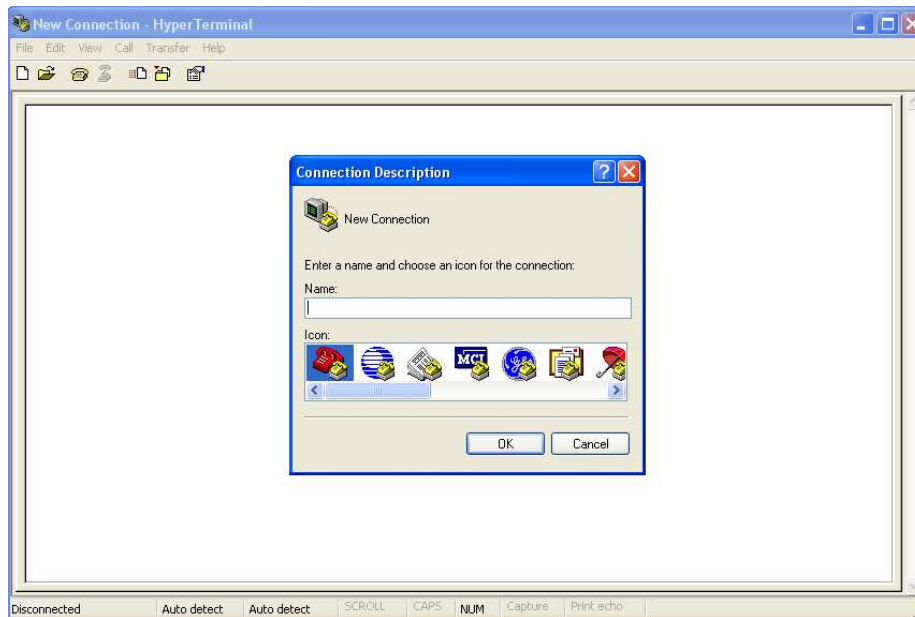 New Connection - HyperTerminal
File Edit View Call Transfer Help
Connection Description
New Connection
Enter a name and choose an icon for the connection:
Name:
Icon:
MCI
OK Cancel
Disconnected Auto detect Auto detect SCROLL CAPS NUM Capture Print echo